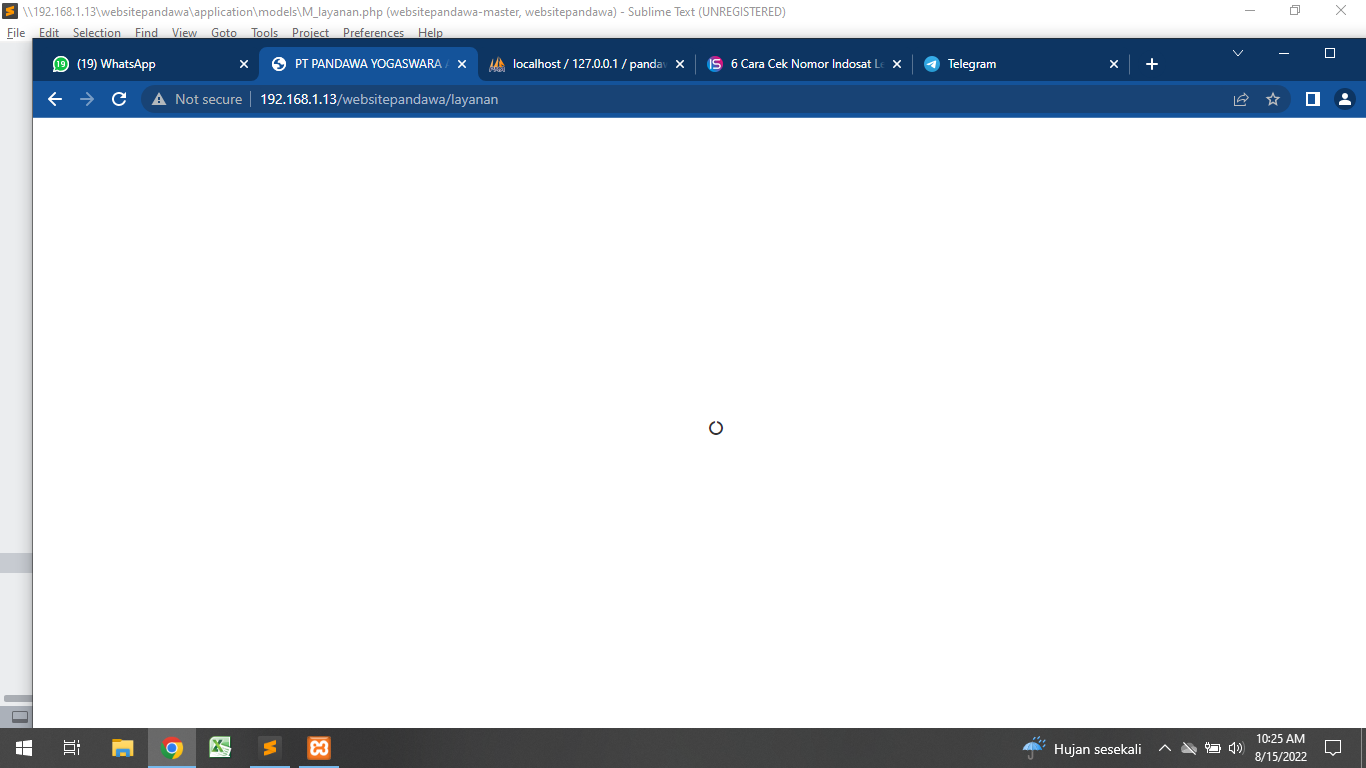 \\192.168.1.13\websitepandawa\application\models\M_layanan.php (websitepandawa-master, websitepandawa) - Sublime Text (UNREGISTERED)
File Edit Selection Find View Goto Tools Project Preferences Help
19 (19) WhatsApp PT PANDAWA YOGASWARA localhost / 127.0.0.1 / pandaw 6 Cara Cek Nomor Indosat Le Telegram
Not secure 192.168.1.13/websitepandawa/layanan
Hujan sesekali
10:25 AM
8/15/2022